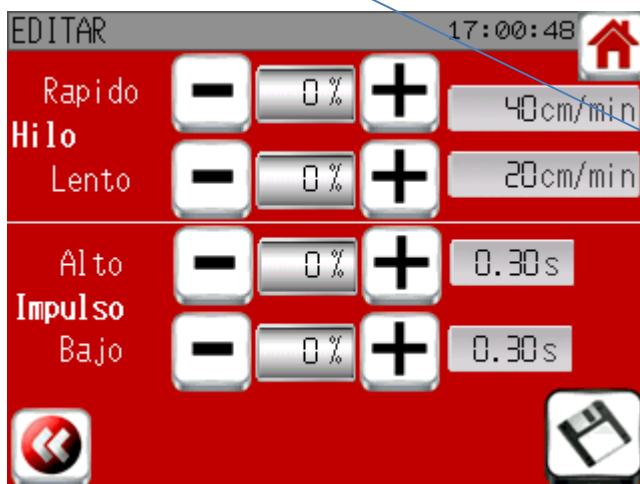 EDITAR 17:00:48
Rapido 0% 40cm/min
Hilo
Lento 0% 20cm/min
Alto 0% 0.30s
Impulso
Bajo 0% 0.30s